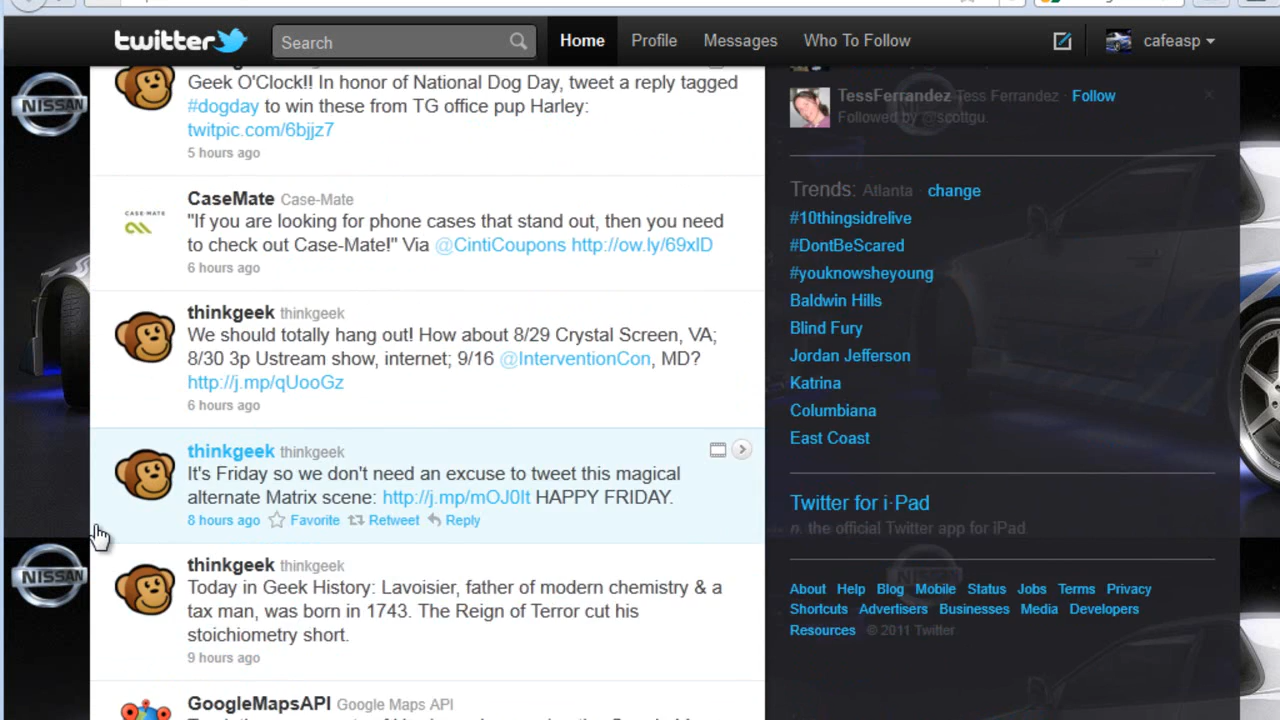 twitter
Search
Home
Profile
Messages
Who To Follow
cafeasp
Geek O'Clock!! In honor of National Dog Day, tweet a reply tagged
#dogday to win these from TG office pup Harley:
twitpic.com/6bjjz7
5 hours ago
CASE-MATE
CaseMate Case-Mate
"If you are looking for phone cases that stand out, then you need
to check out Case-Mate!" Via @CintiCoupons http://ow.ly/69xID
6 hours ago
thinkgeek thinkgeek
We should totally hang out! How about 8/29 Crystal Screen, VA;
8/30 3p Ustream show, internet; 9/16 @InterventionCon, MD?
http://j.mp/qUooGz
6 hours ago
thinkgeek thinkgeek
It's Friday so we don't need an excuse to tweet this magical
alternate Matrix scene: http://j.mp/mOJ0It HAPPY FRIDAY.
8 hours ago Favorite Retweet Reply
thinkgeek thinkgeek
Today in Geek History: Lavoisier, father of modern chemistry & a
tax man, was born in 1743. The Reign of Terror cut his
stoichiometry short.
9 hours ago
GoogleMapsAPI Google Maps API
TessFerrandez Tess Ferrandez · Follow
Followed by @scottgu.
Trends: Atlanta · change
#10thingsidrelive
#DontBeScared
#youknowsheyoung
Baldwin Hills
Blind Fury
Jordan Jefferson
Katrina
Columbiana
East Coast
Twitter for i·Pad
n. the official Twitter app for iPad.
About Help Blog Mobile Status Jobs Terms Privacy
Shortcuts Advertisers Businesses Media Developers
Resources © 2011 Twitter
NISSAN
NISSAN